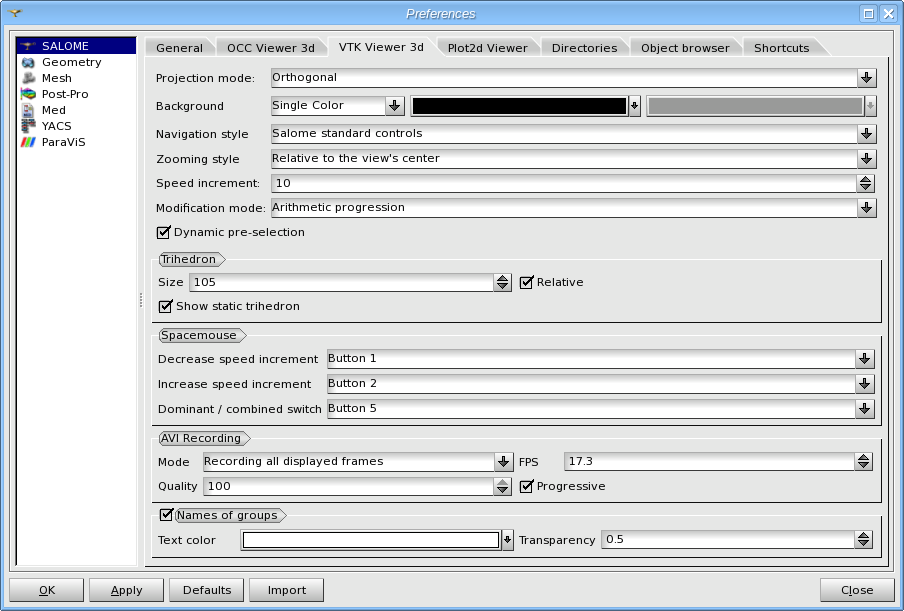 Preferences
SALOME
Geometry
Mesh
Post-Pro
Med
YACS
ParaViS
General OCC Viewer 3d VTK Viewer 3d Plot2d Viewer Directories Object browser Shortcuts
Projection mode: Orthogonal
Background Single Color
Navigation style Salome standard controls
Zooming style Relative to the view's center
Speed increment: 10
Modification mode: Arithmetic progression
Dynamic pre-selection
Trihedron
Size 105 Relative
Show static trihedron
Spacemouse
Decrease speed increment Button 1
Increase speed increment Button 2
Dominant / combined switch Button 5
AVI Recording
Mode Recording all displayed frames FPS 17.3
Quality 100 Progressive
Names of groups
Text color Transparency 0.5
OK Apply Defaults Import Close